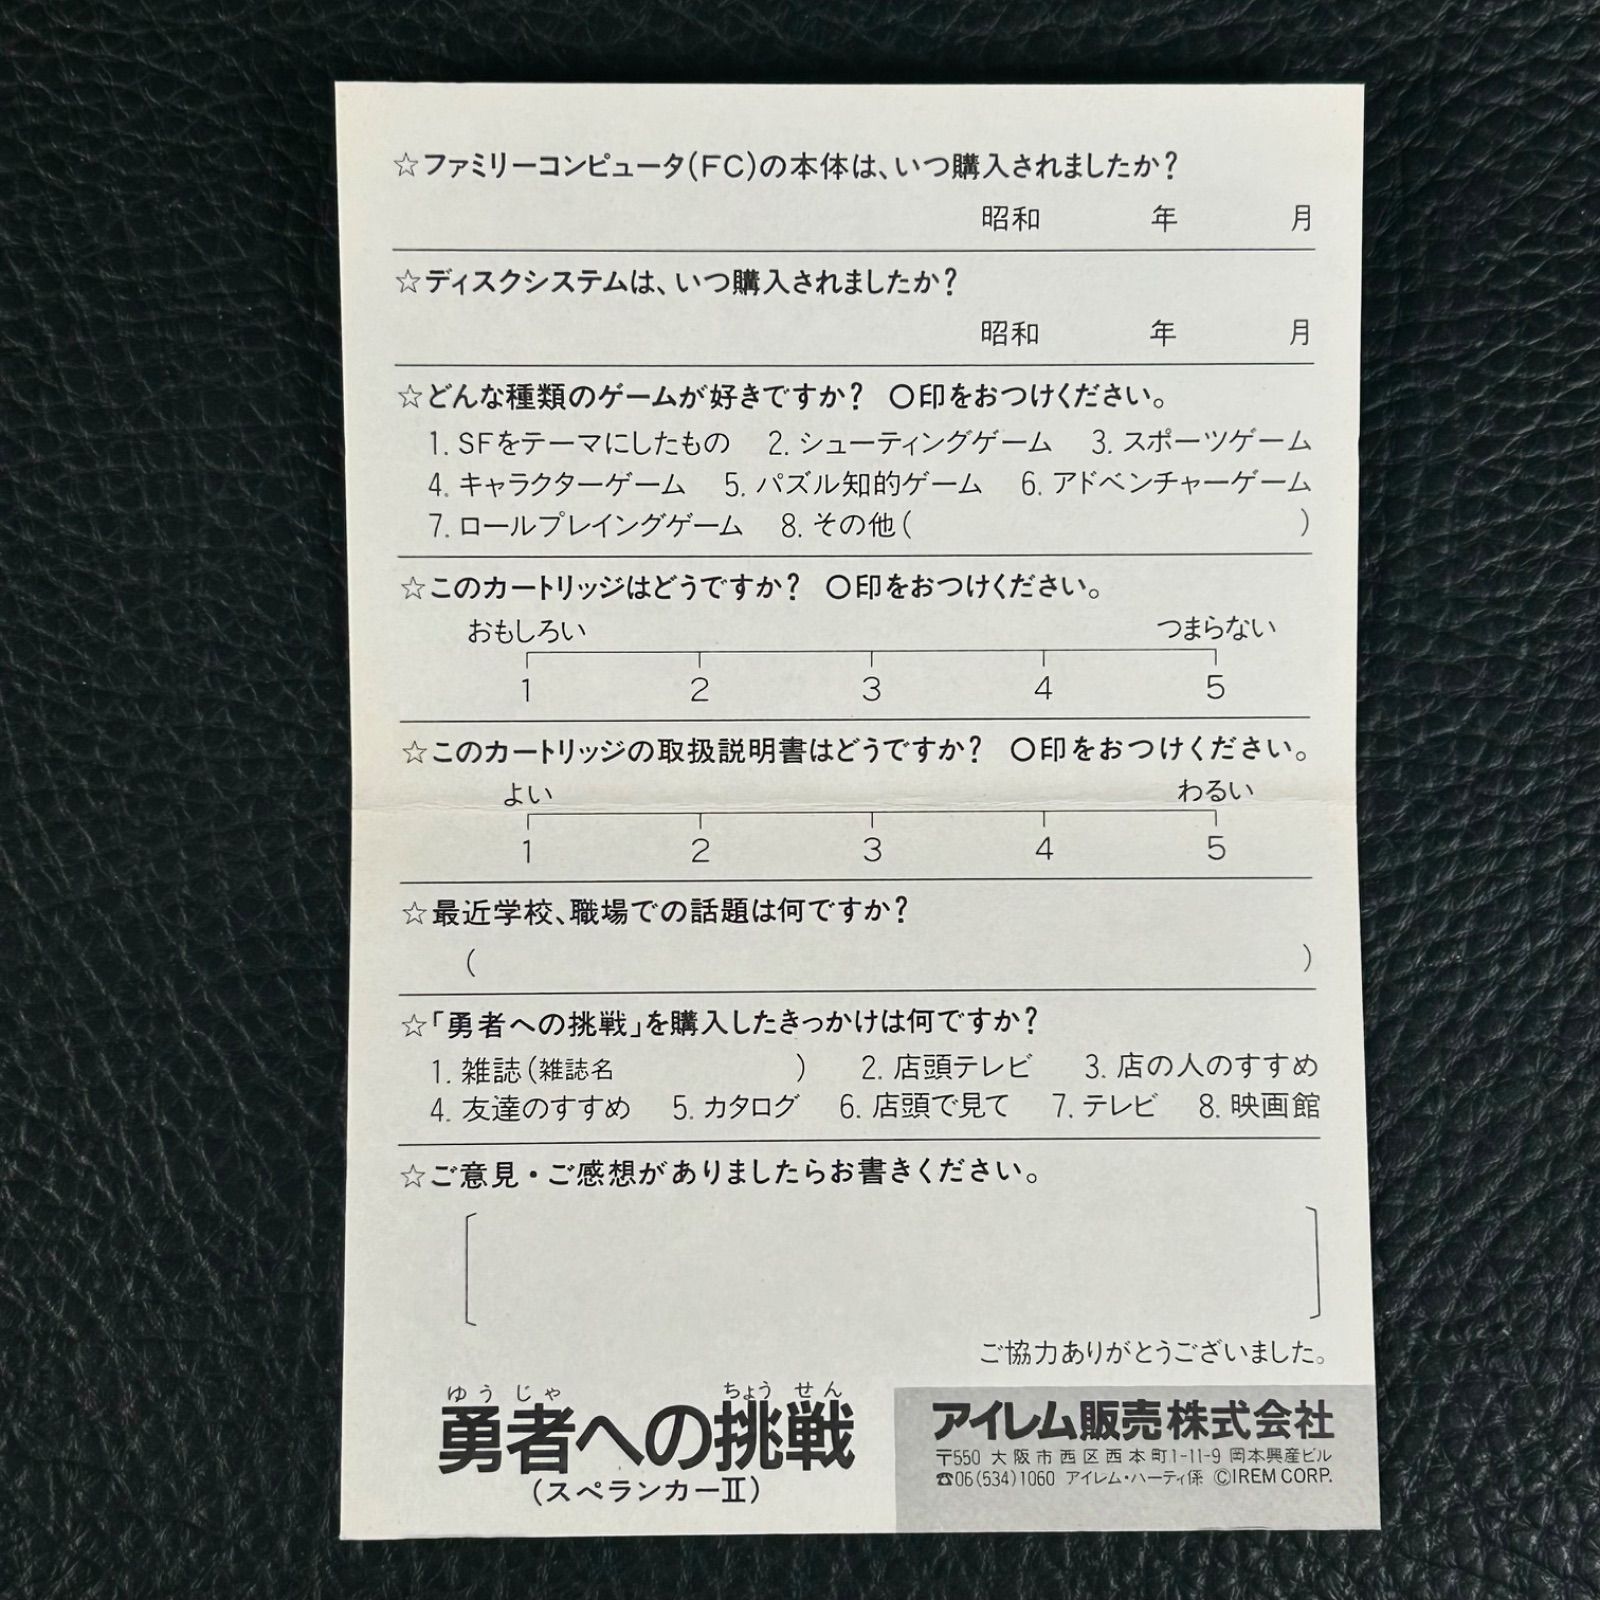 ☆ファミリーコンピュータ(FC)の本体は、いつ購入されましたか?
昭和 年 月
☆ディスクシステムは、いつ購入されましたか?
昭和 年 月
☆どんな種類のゲームが好きですか? ○印をおつけください。
1. SFをテーマにしたもの 2. シューティングゲーム 3. スポーツゲーム
4. キャラクターゲーム 5. パズル知的ゲーム 6. アドベンチャーゲーム
7. ロールプレイングゲーム 8. その他( )
☆このカートリッジはどうですか? ○印をおつけください。
おもしろい つまらない
1 2 3 4 5
☆このカートリッジの取扱説明書はどうですか? ○印をおつけください。
よい わるい
1 2 3 4 5
☆最近学校、職場での話題は何ですか?
( )
☆「勇者への挑戦」を購入したきっかけは何ですか?
1. 雑誌(雑誌名 ) 2. 店頭テレビ 3. 店の人のすすめ
4. 友達のすすめ 5. カタログ 6. 店頭で見て 7. テレビ 8. 映画館
☆ご意見・ご感想がありましたらお書きください。
ご協力ありがとうございました。
ゆうじゃ ちょうせん
勇者への挑戦
(スペランカーII)
アイレム販売株式会社
〒550 大阪市西区西本町1-11-9 岡本興産ビル
☎06(534)1060 アイレム・ハーティ係 ©IREM CORP.